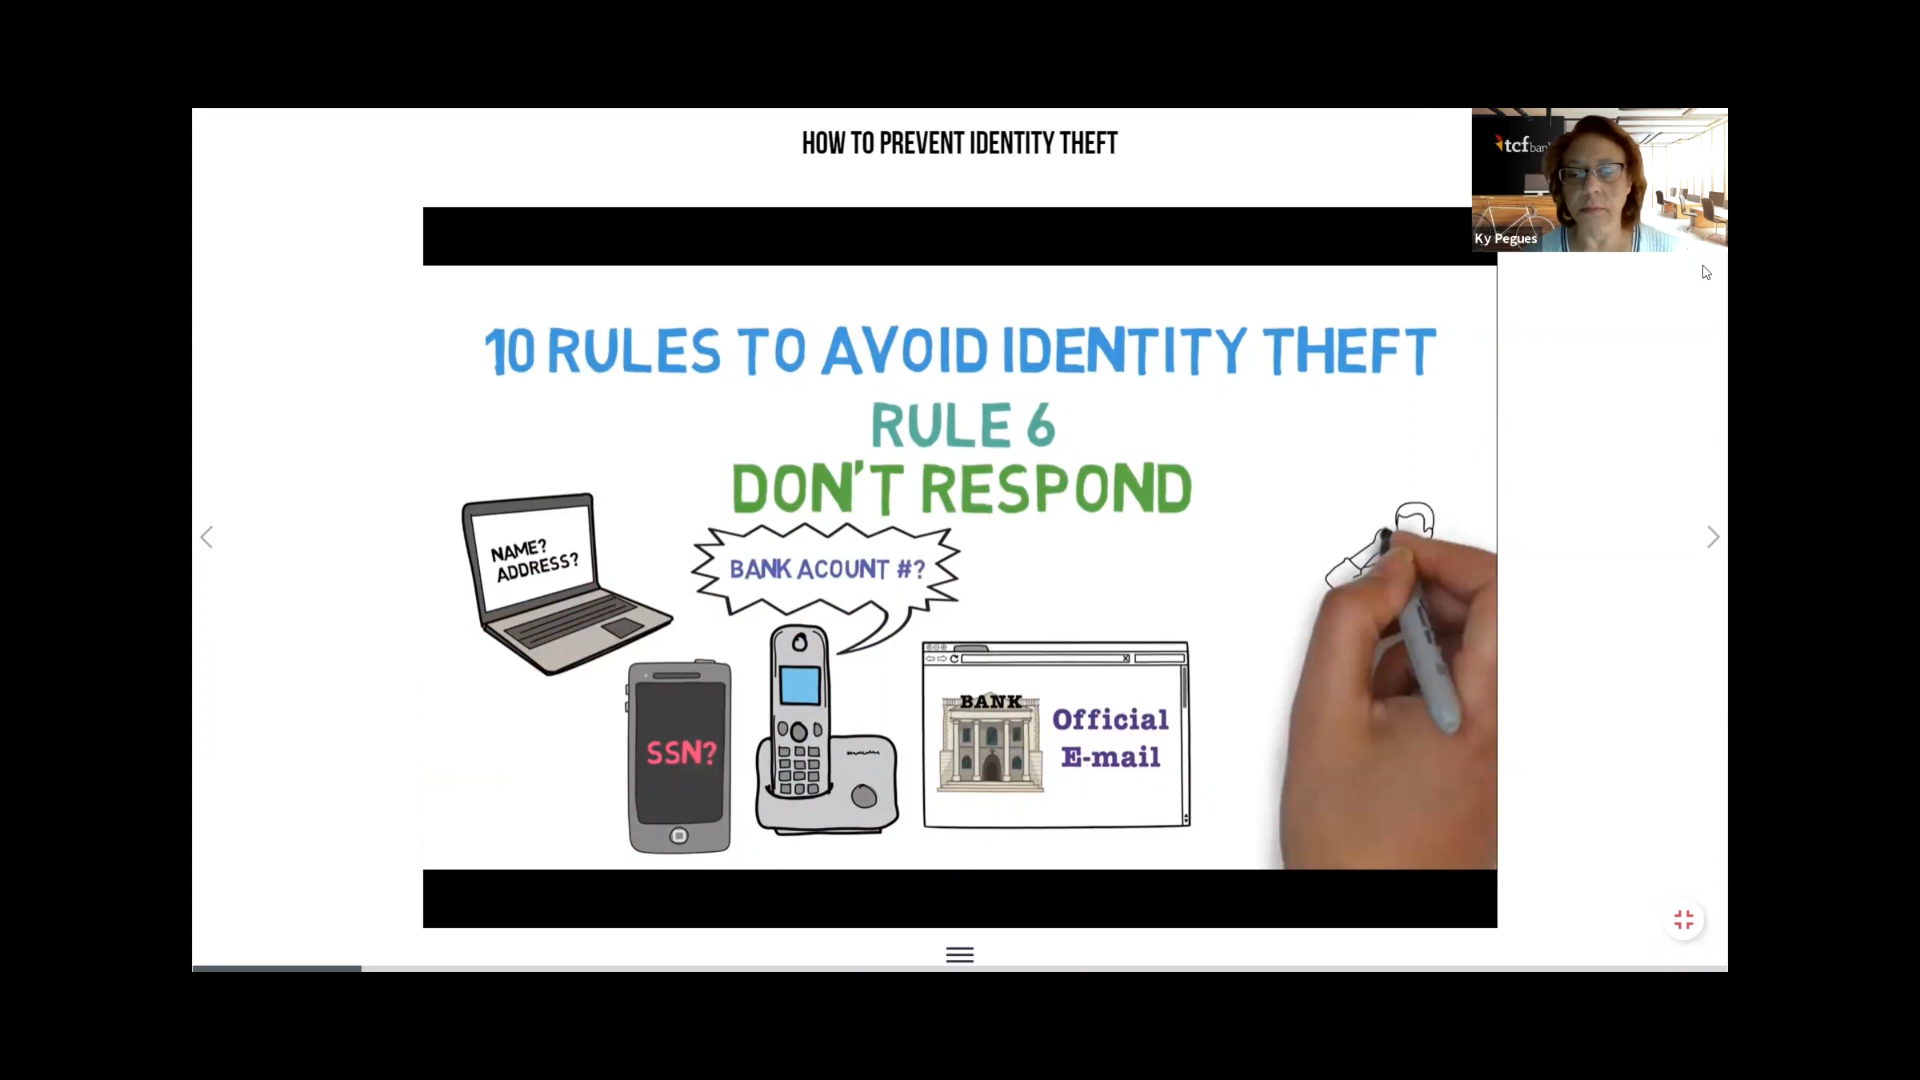 HOW TO PREVENT IDENTITY THEFT
tcf bank
Ky Pegues
10 RULES TO AVOID IDENTITY THEFT
RULE 6
DON'T RESPOND
NAME?
ADDRESS?
BANK ACOUNT #?
SSN?
BANK
Official
E-mail